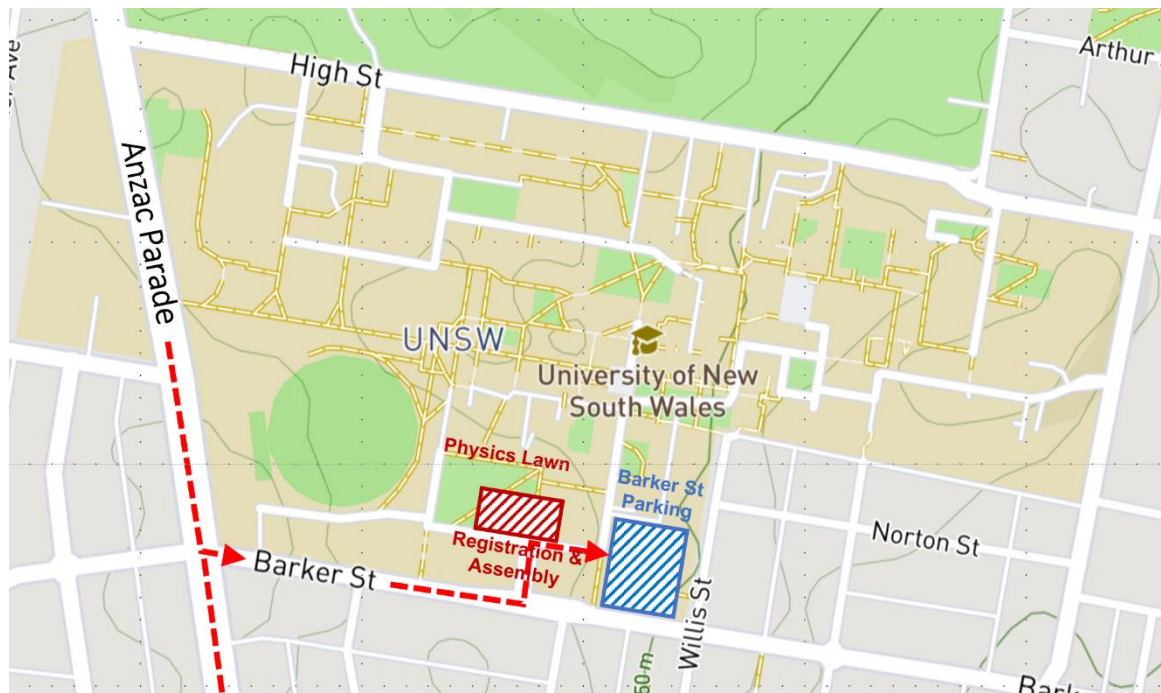 High St
Arthur
Anzac Parade
UNSW
University of New
South Wales
Physics Lawn
Barker St
Parking
Registration &
Assembly
Norton St
Barker St
Willis St
50 m
Bark